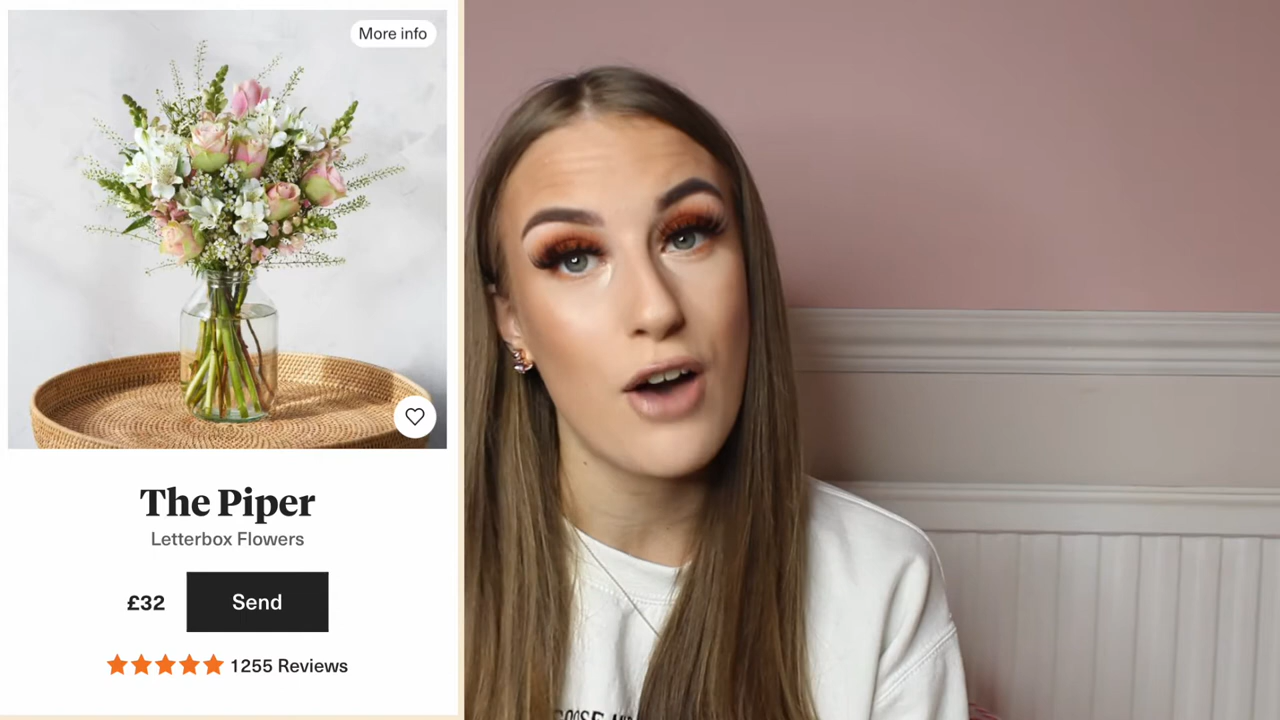 More info
The Piper
Letterbox Flowers
£32
Send
1255 Reviews